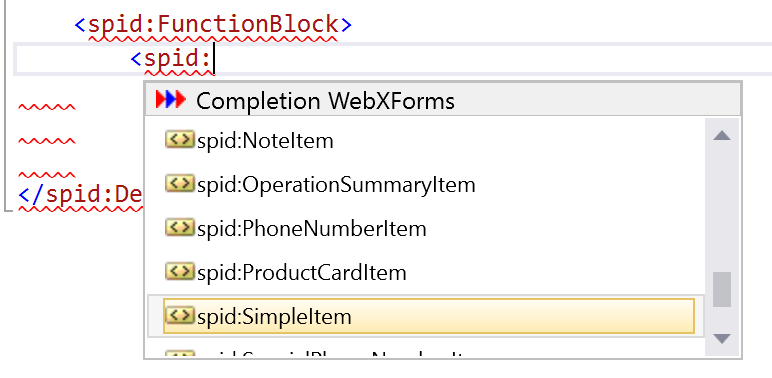 <spid:FunctionBlock>
<spid:
Completion WebXForms
spid:NoteItem
spid:OperationSummaryItem
spid:PhoneNumberItem
spid:ProductCardItem
spid:SimpleItem
</spid:De